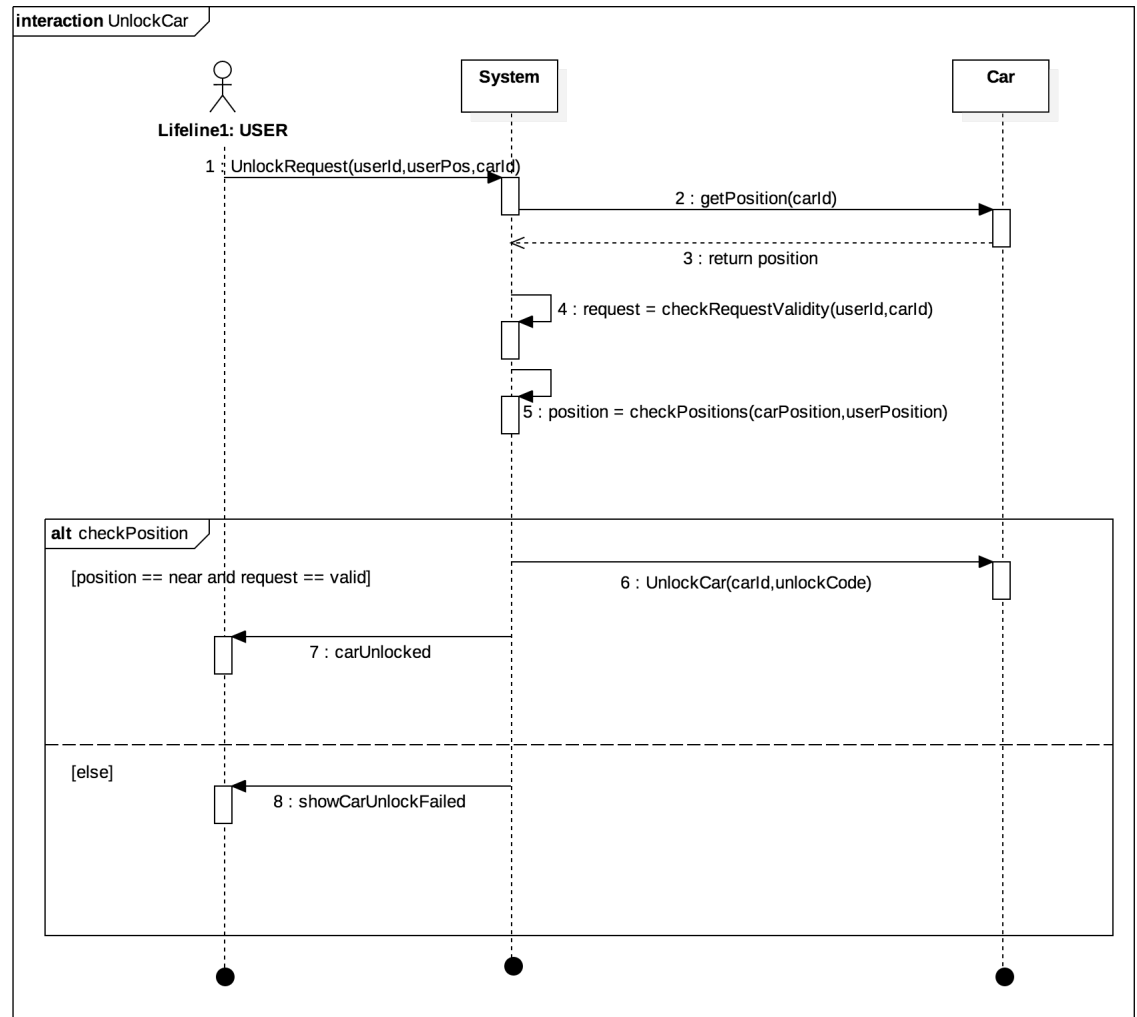 interaction UnlockCar
System
Car
Lifeline1: USER
1 : UnlockRequest(userId,userPos,carId)
2 : getPosition(carId)
3 : return position
4 : request = checkRequestValidity(userId,carId)
5 : position = checkPositions(carPosition,userPosition)
alt checkPosition
[position == near and request == valid]
6 : UnlockCar(carId,unlockCode)
7 : carUnlocked
[else]
8 : showCarUnlockFailed